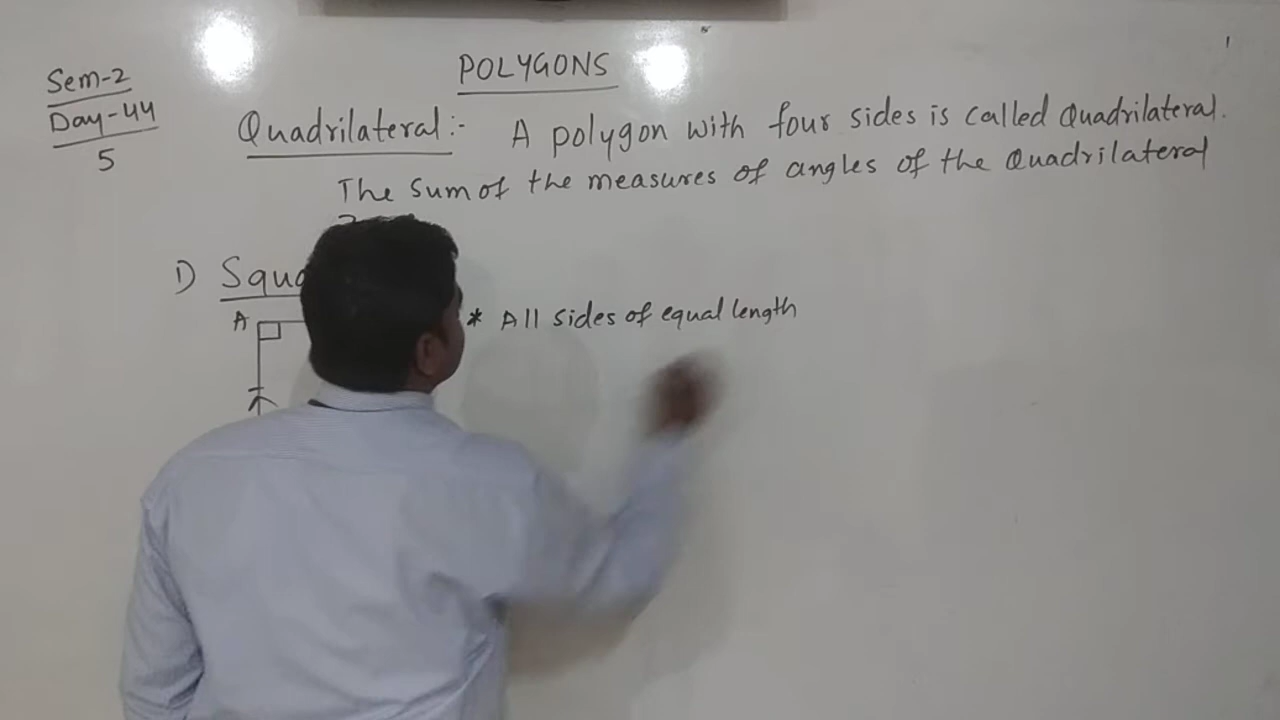 POLYGONS
Sem-2
Day-44
5
Quadrilateral:- A polygon with four sides is called Quadrilateral.
The sum of the measures of angles of the Quadrilateral
1)
A
* All sides of equal length